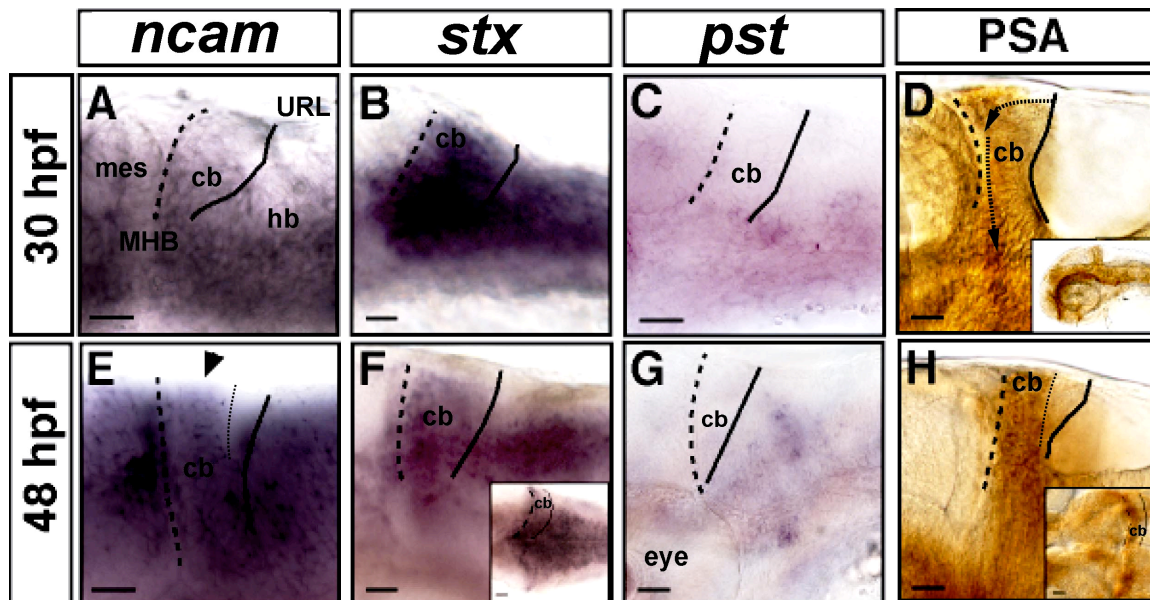 ncam stx pst PSA
30 hpf
A URL mes cb hb MHB
B cb
C cb
D cb
48 hpf
E cb
F cb cb
G cb eye
H cb cb